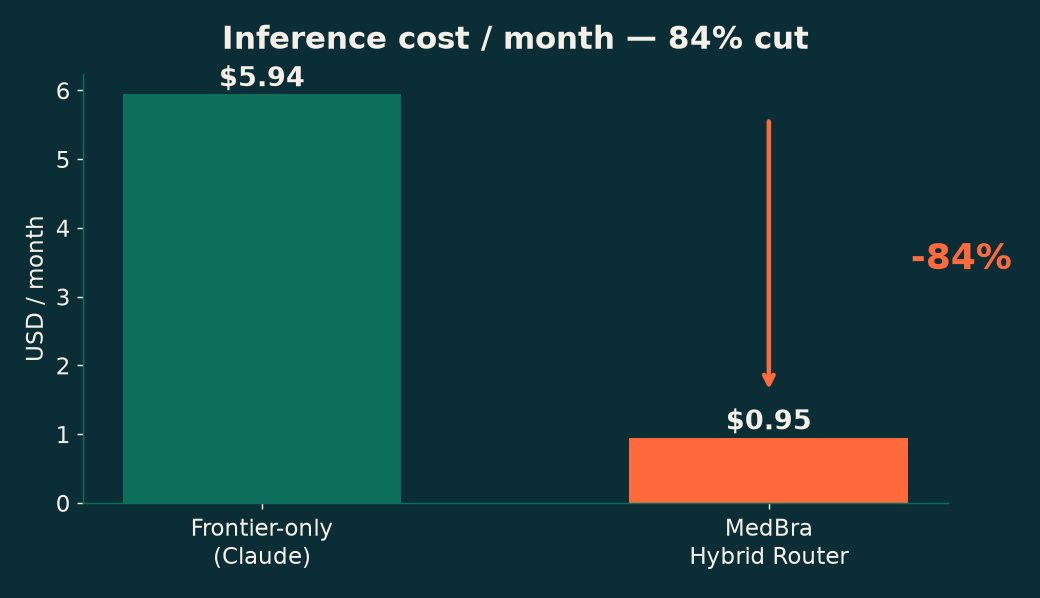 Inference cost / month — 84% cut
$5.94
6
5
4
3
2
1
0
USD / month
-84%
$0.95
Frontier-only
(Claude)
MedBra
Hybrid Router